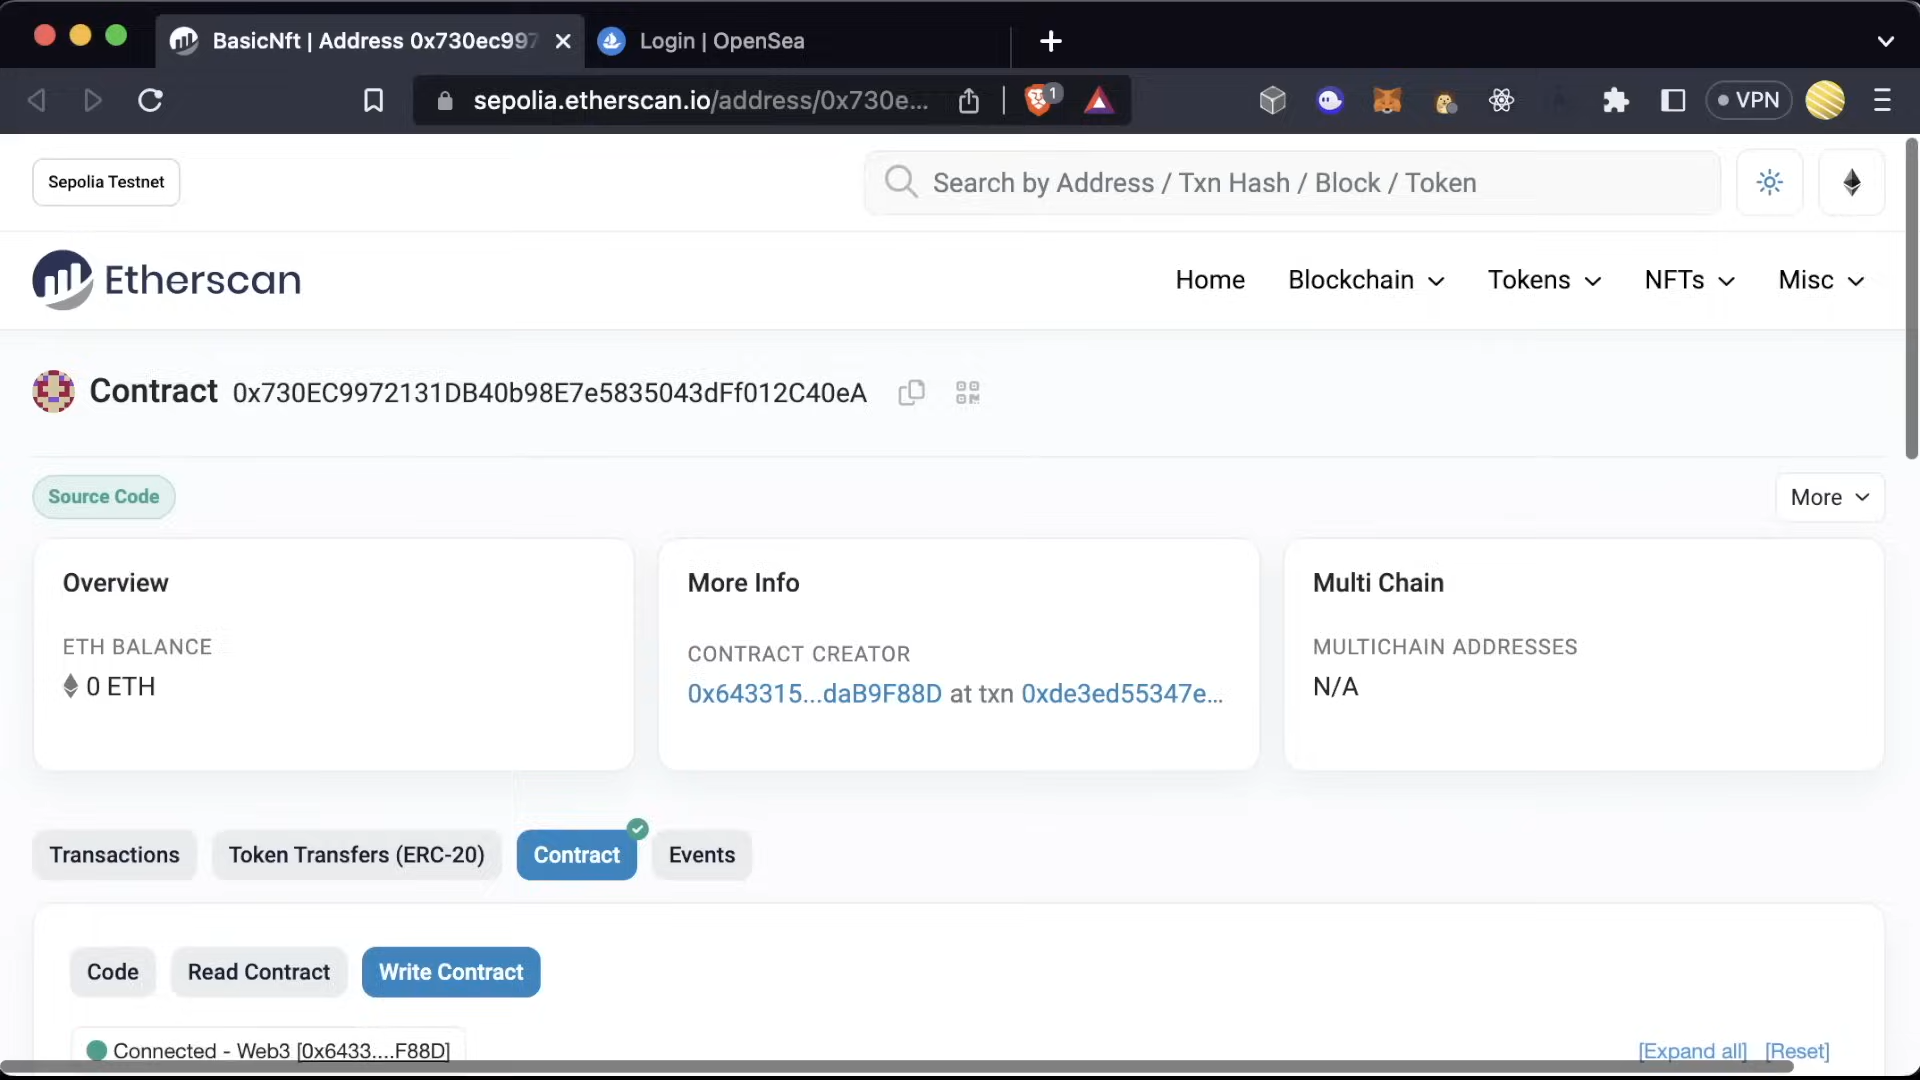 BasicNft | Address 0x730ec997
Login | OpenSea
sepolia.etherscan.io/address/0x730e...
1
VPN
Sepolia Testnet
Search by Address / Txn Hash / Block / Token
Etherscan
Home
Blockchain
Tokens
NFTs
Misc
Contract 0x730EC9972131DB40b98E7e5835043dFf012C40eA
Source Code
More
Overview
ETH BALANCE
0 ETH
More Info
CONTRACT CREATOR
0x643315...daB9F88D at txn 0xde3ed55347e...
Multi Chain
MULTICHAIN ADDRESSES
N/A
Transactions
Token Transfers (ERC-20)
Contract
Events
Code
Read Contract
Write Contract
Connected - Web3 [0x6433....F88D]
[Expand all] [Reset]